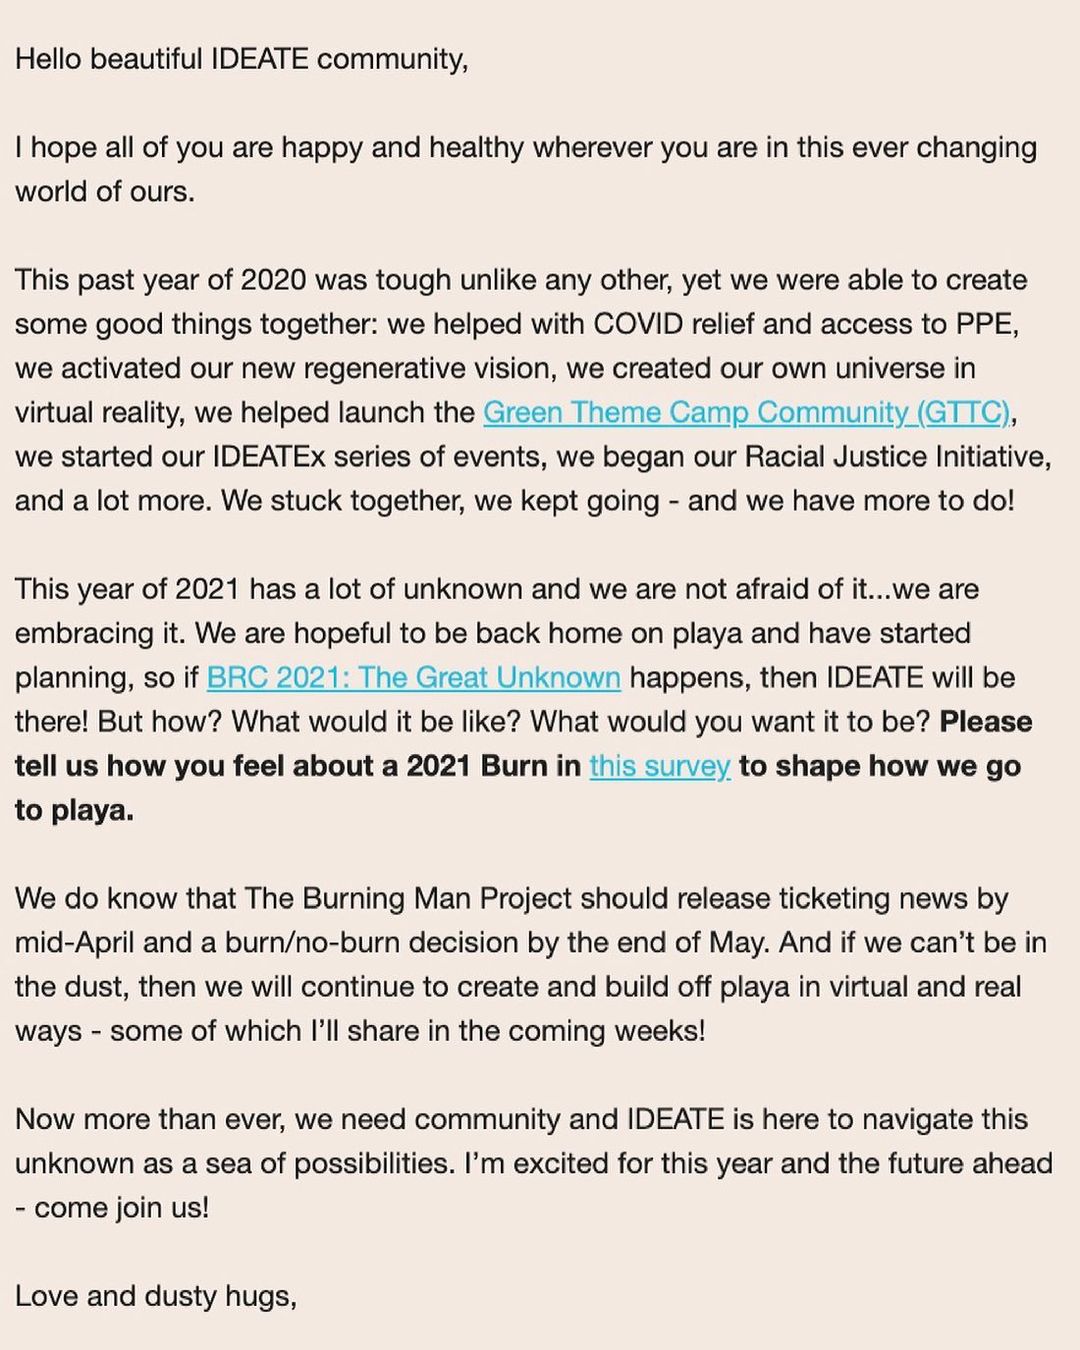 Hello beautiful IDEATE community,
I hope all of you are happy and healthy wherever you are in this ever changing
world of ours.
This past year of 2020 was tough unlike any other, yet we were able to create
some good things together: we helped with COVID relief and access to PPE,
we activated our new regenerative vision, we created our own universe in
virtual reality, we helped launch the Green Theme Camp Community (GTTC),
we started our IDEATEx series of events, we began our Racial Justice Initiative,
and a lot more. We stuck together, we kept going - and we have more to do!
This year of 2021 has a lot of unknown and we are not afraid of it...we are
embracing it. We are hopeful to be back home on playa and have started
planning, so if BRC 2021: The Great Unknown happens, then IDEATE will be
there! But how? What would it be like? What would you want it to be? Please
tell us how you feel about a 2021 Burn in this survey to shape how we go
to playa.
We do know that The Burning Man Project should release ticketing news by
mid-April and a burn/no-burn decision by the end of May. And if we can’t be in
the dust, then we will continue to create and build off playa in virtual and real
ways - some of which I’ll share in the coming weeks!
Now more than ever, we need community and IDEATE is here to navigate this
unknown as a sea of possibilities. I’m excited for this year and the future ahead
- come join us!
Love and dusty hugs,